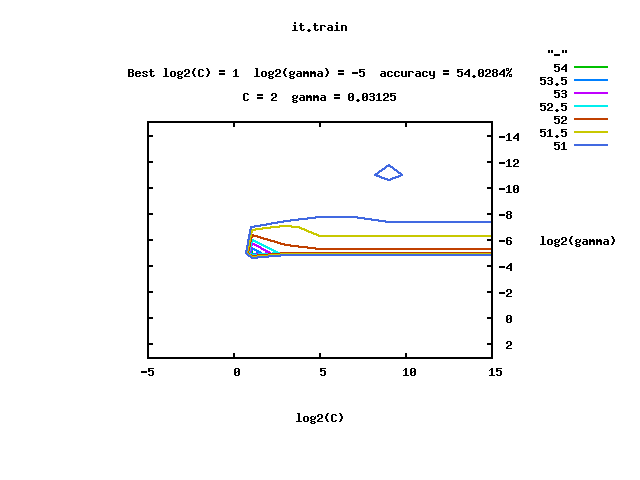 it.train
Best log2(C) = 1  log2(gamma) = -5  accuracy = 54.0284%
C = 2  gamma = 0.03125
"-"
54
53.5
53
52.5
52
51.5
51
-14
-12
-10
-8
-6
-4
-2
0
2
log2(gamma)
-5 0 5 10 15
log2(C)